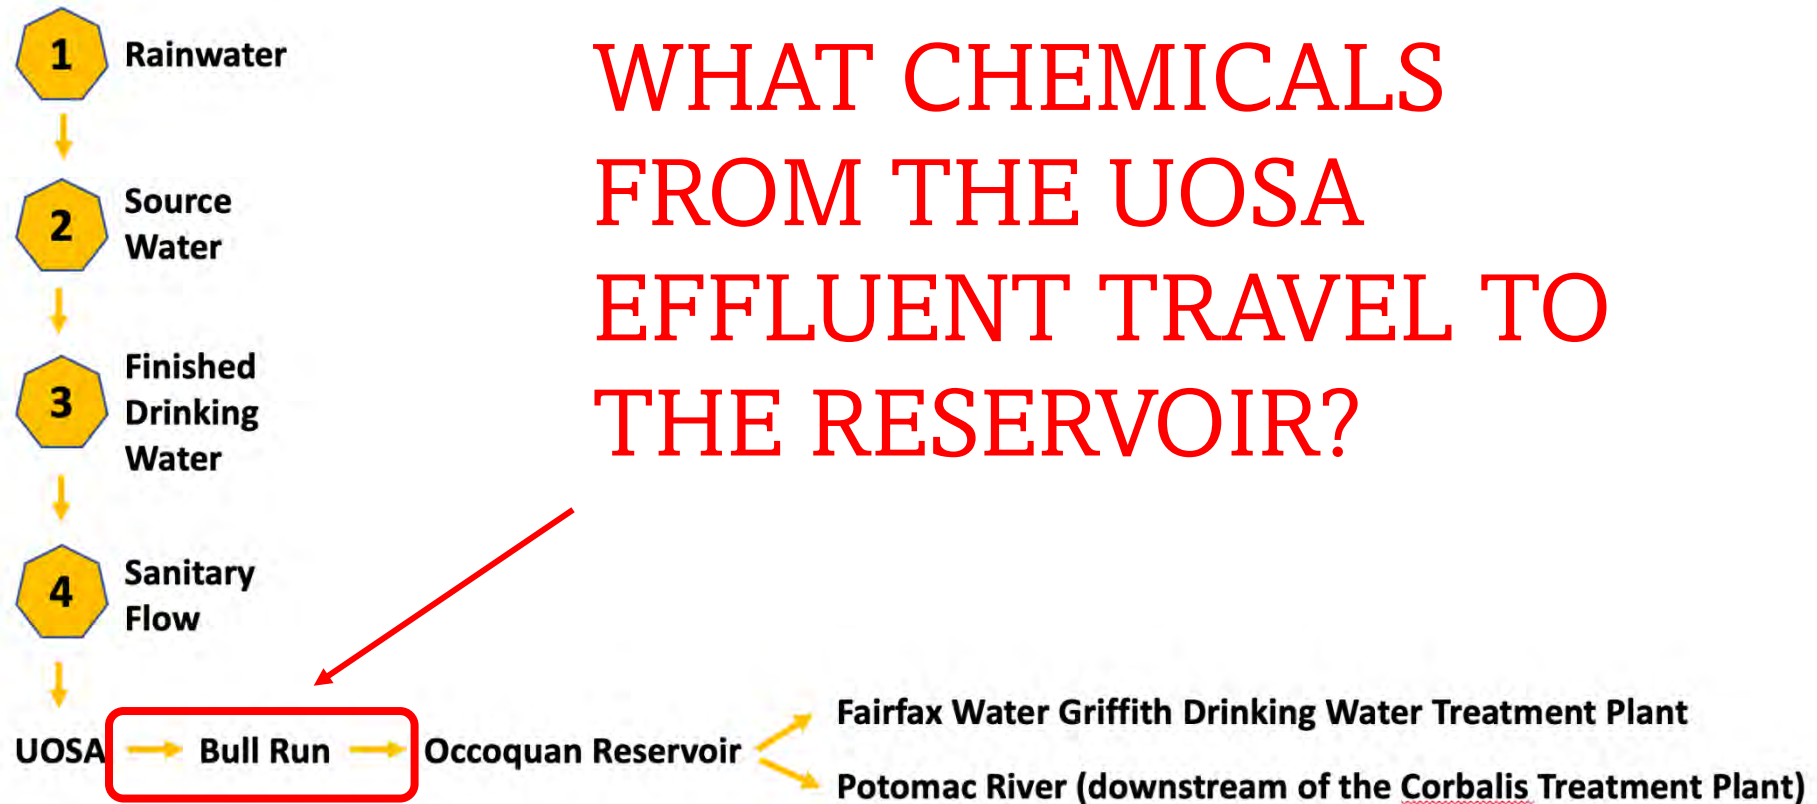 1
Rainwater
2
Source
Water
3
Finished
Drinking
Water
4
Sanitary
Flow
WHAT CHEMICALS
FROM THE UOSA
EFFLUENT TRAVEL TO
THE RESERVOIR?
UOSA
Bull Run
Occoquan Reservoir
Fairfax Water Griffith Drinking Water Treatment Plant
Potomac River (downstream of the Corbalis Treatment Plant)